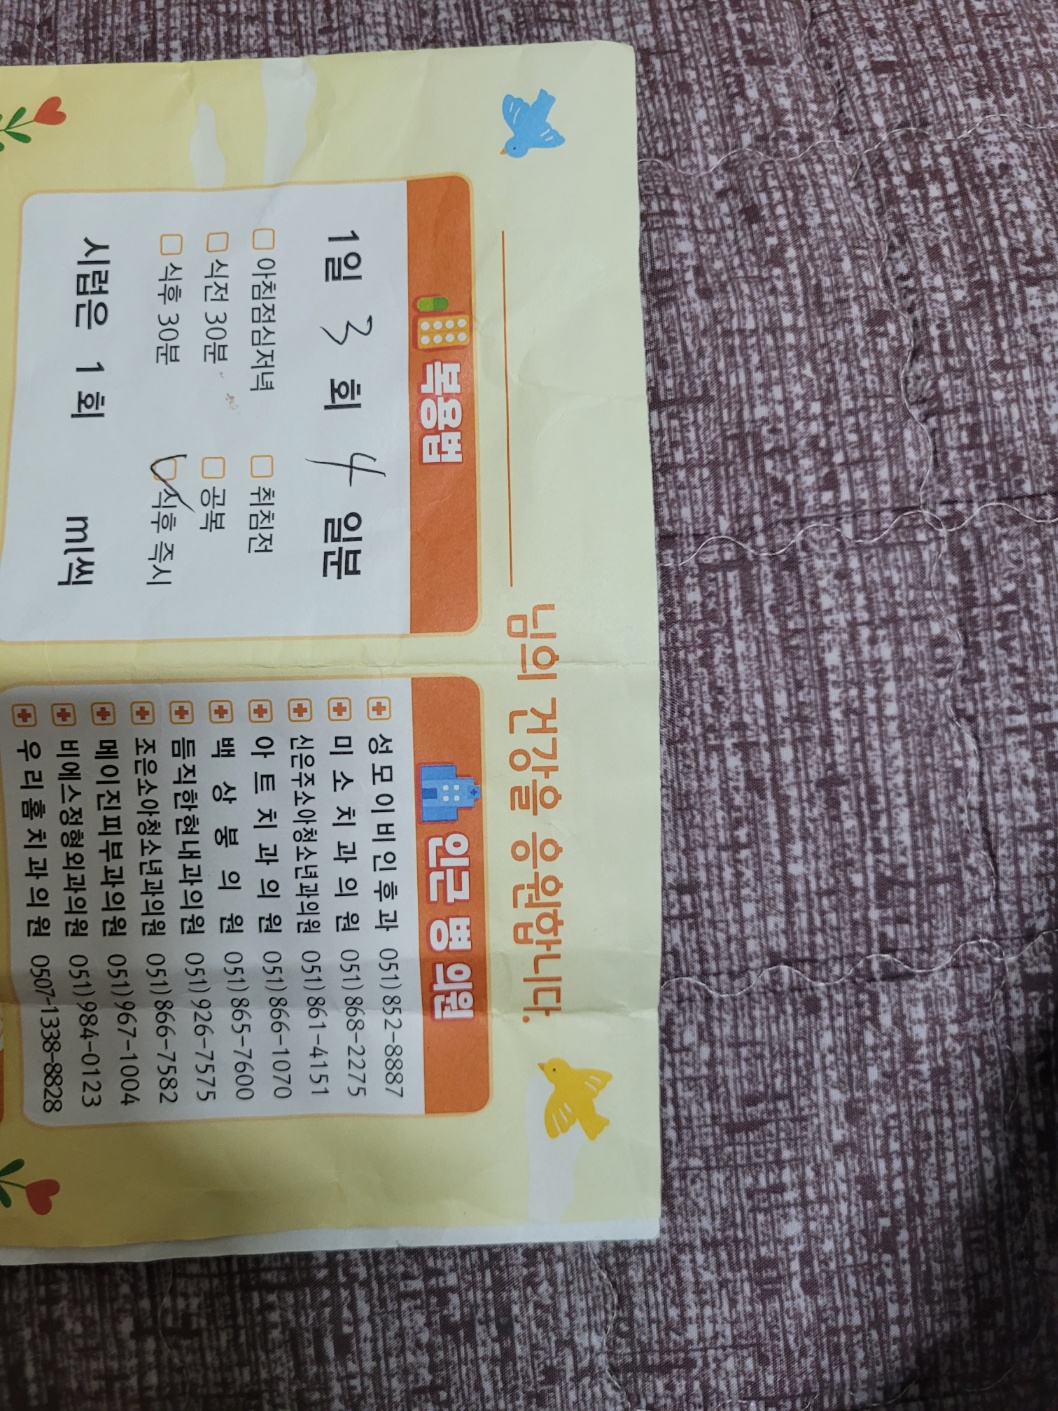 님의 건강을 응원합니다.
복용법
1일 3 회 4 일분
아침점심저녁 취침전
식전 30분 공복
식후 30분 식후 즉시
시럽은 1 회 ml씩
인근 병 의원
성모이비인후과 051) 852-8887
미소치과의원 051) 868-2275
신은주소아청소년과의원 051) 861-4151
아트치과의원 051) 866-1070
백상봉의원 051) 865-7600
듬직한현내과의원 051) 926-7575
조은소아청소년과의원 051) 866-7582
메이진피부과의원 051) 967-1004
비애스정형외과의원 051) 984-0123
우리홈치과의원 0507-1338-8828